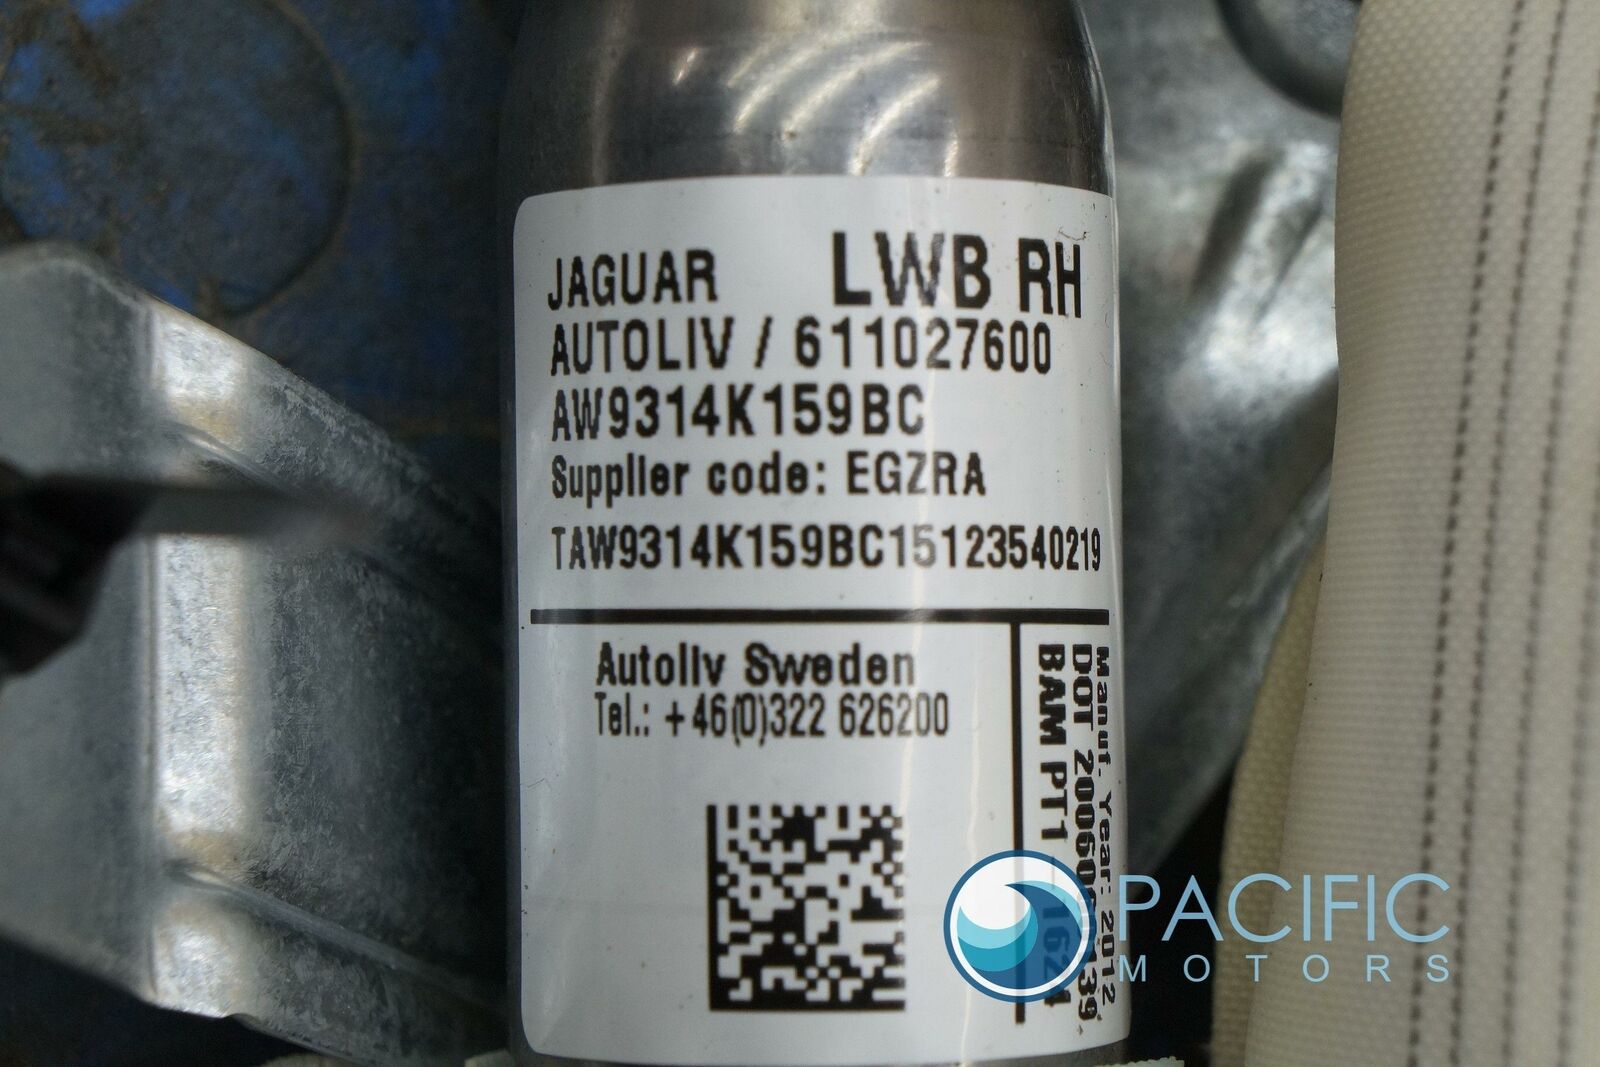 JAGUAR LWB RH
AUTOLIV / 611027600
AW9314K159BC
Supplier code: EGZRA
TAW9314K159BC15123540219
Autoliv Sweden
Tel.: +46(0)322 626200
Manuf. Year: 2012
DOT
BAM PT1
PACIFIC
MOTORS